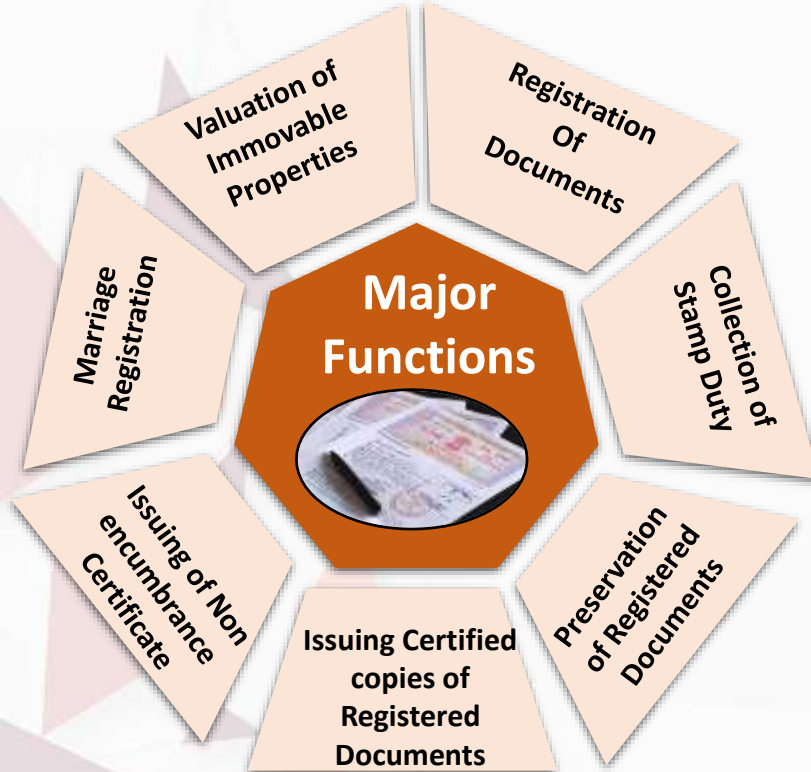 Major
Functions
Registration
Of
Documents
Collection of
Stamp Duty
Preservation
of Registered
Documents
Issuing Certified
copies of
Registered
Documents
Issuing of Non
encumbrance
Certificate
Marriage
Registration
Valuation of
Immovable
Properties